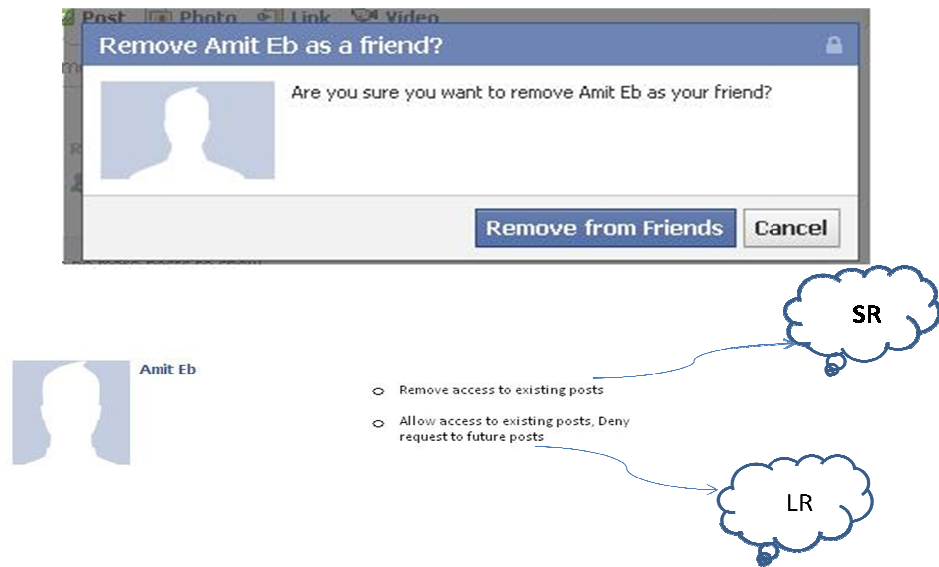 Post Photo Link Video
Remove Amit Eb as a friend?
Are you sure you want to remove Amit Eb as your friend?
Remove from Friends Cancel
SR
Amit Eb
Remove access to existing posts
Allow access to existing posts, Deny
request to future posts
LR